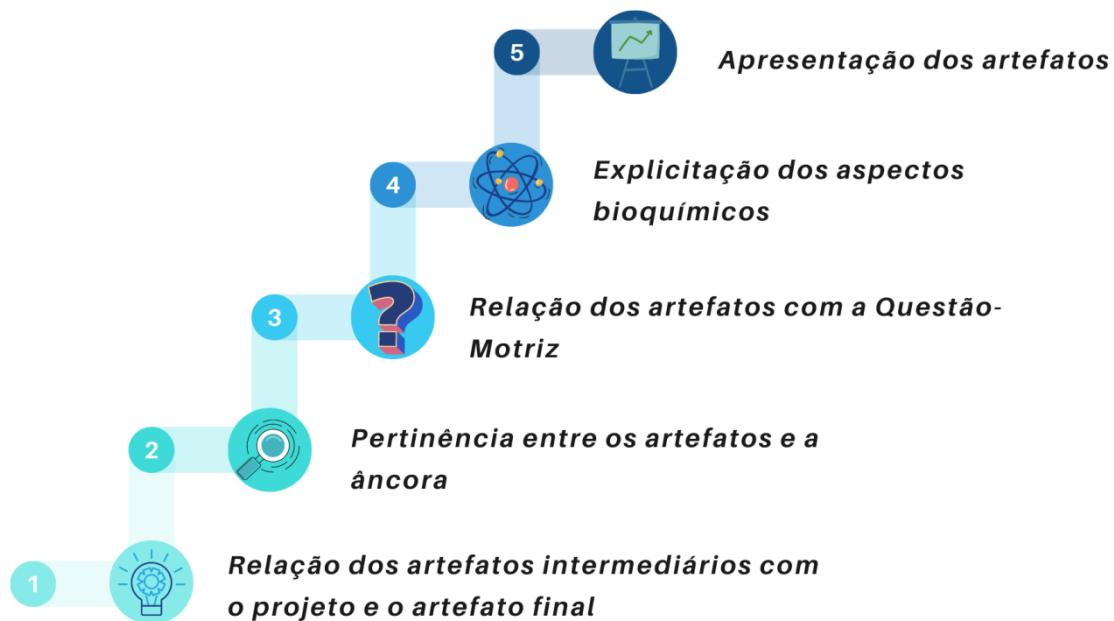 5
Apresentação dos artefatos
4
Explicitação dos aspectos
bioquímicos
3
Relação dos artefatos com a Questão-
Motriz
2
Pertinência entre os artefatos e a
âncora
1
Relação dos artefatos intermediários com
o projeto e o artefato final